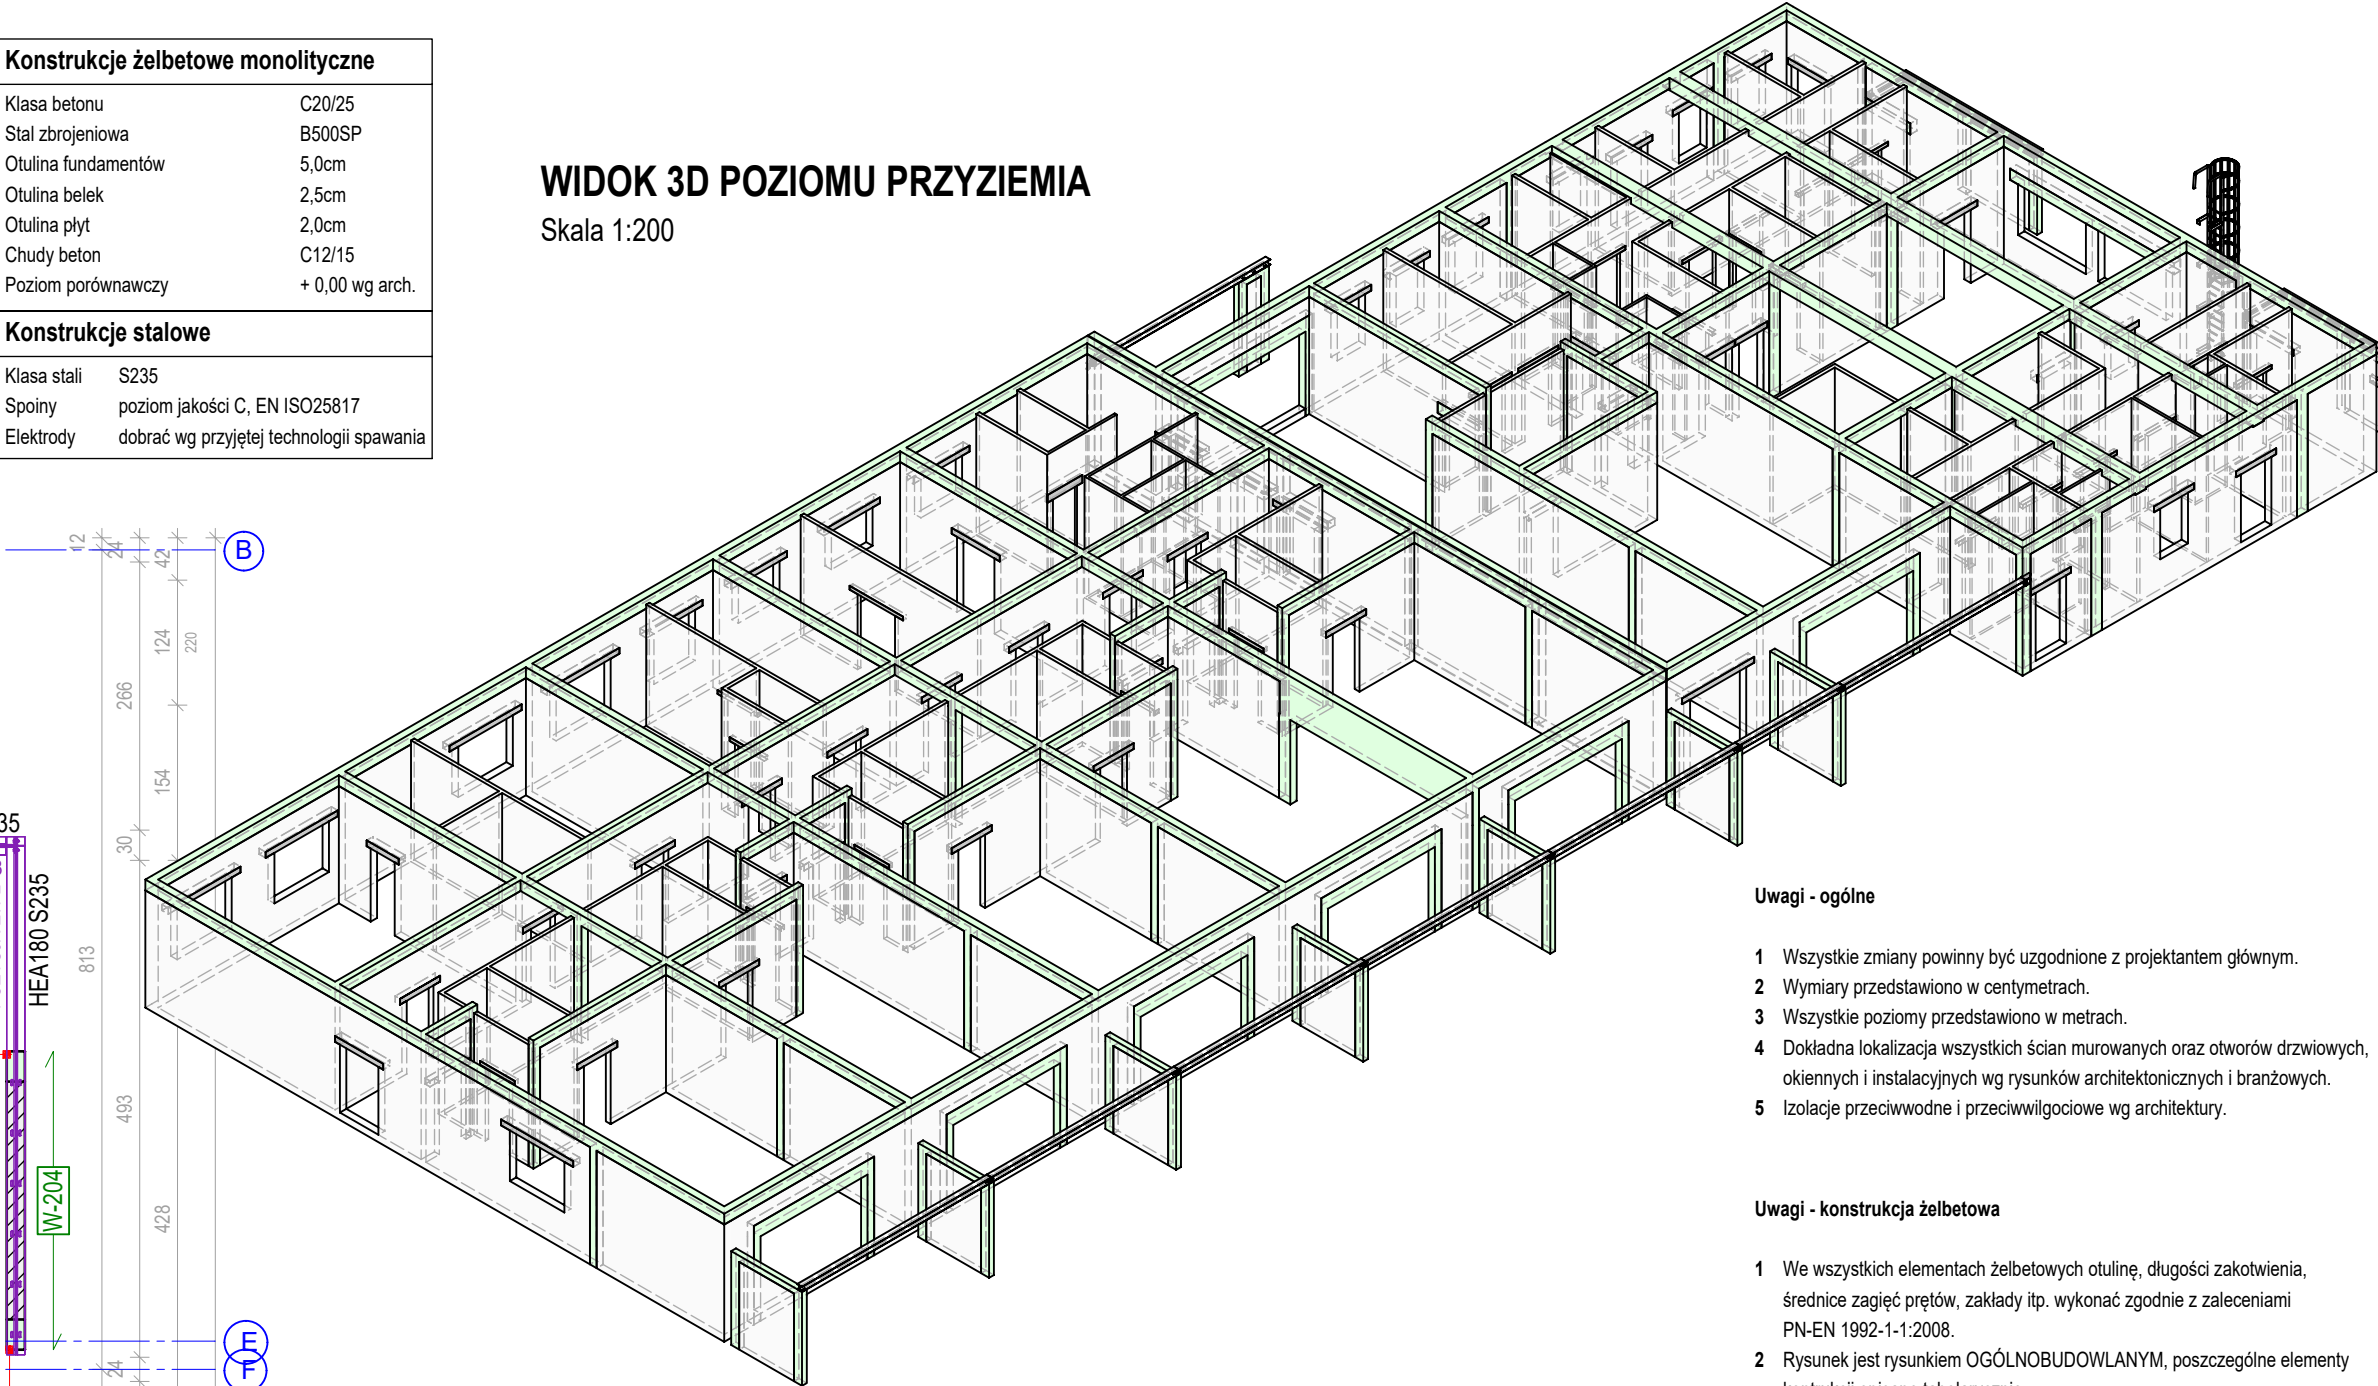 Konstrukcje żelbetowe monolityczne
Klasa betonu C20/25
Stal zbrojeniowa B500SP
Otulina fundamentów 5,0cm
Otulina belek 2,5cm
Otulina płyt 2,0cm
Chudy beton C12/15
Poziom porównawczy + 0,00 wg arch.
Konstrukcje stalowe
Klasa stali S235
Spoiny poziom jakości C, EN ISO25817
Elektrody dobrać wg przyjętej technologii spawania
WIDOK 3D POZIOMU PRZYZIEMIA
Skala 1:200
12
24
42
B
124
220
266
154
30
35
HEA180 S235
813
493
W-204
428
E
F
24
Uwagi - ogólne
1 Wszystkie zmiany powinny być uzgodnione z projektantem głównym.
2 Wymiary przedstawiono w centymetrach.
3 Wszystkie poziomy przedstawiono w metrach.
4 Dokładna lokalizacja wszystkich ścian murowanych oraz otworów drzwiowych,
okiennych i instalacyjnych wg rysunków architektonicznych i branżowych.
5 Izolacje przeciwwodne i przeciwwilgociowe wg architektury.
Uwagi - konstrukcja żelbetowa
1 We wszystkich elementach żelbetowych otulinę, długości zakotwienia,
średnice zagięć prętów, zakłady itp. wykonać zgodnie z zaleceniami
PN-EN 1992-1-1:2008.
2 Rysunek jest rysunkiem OGÓLNOBUDOWLANYM, poszczególne elementy